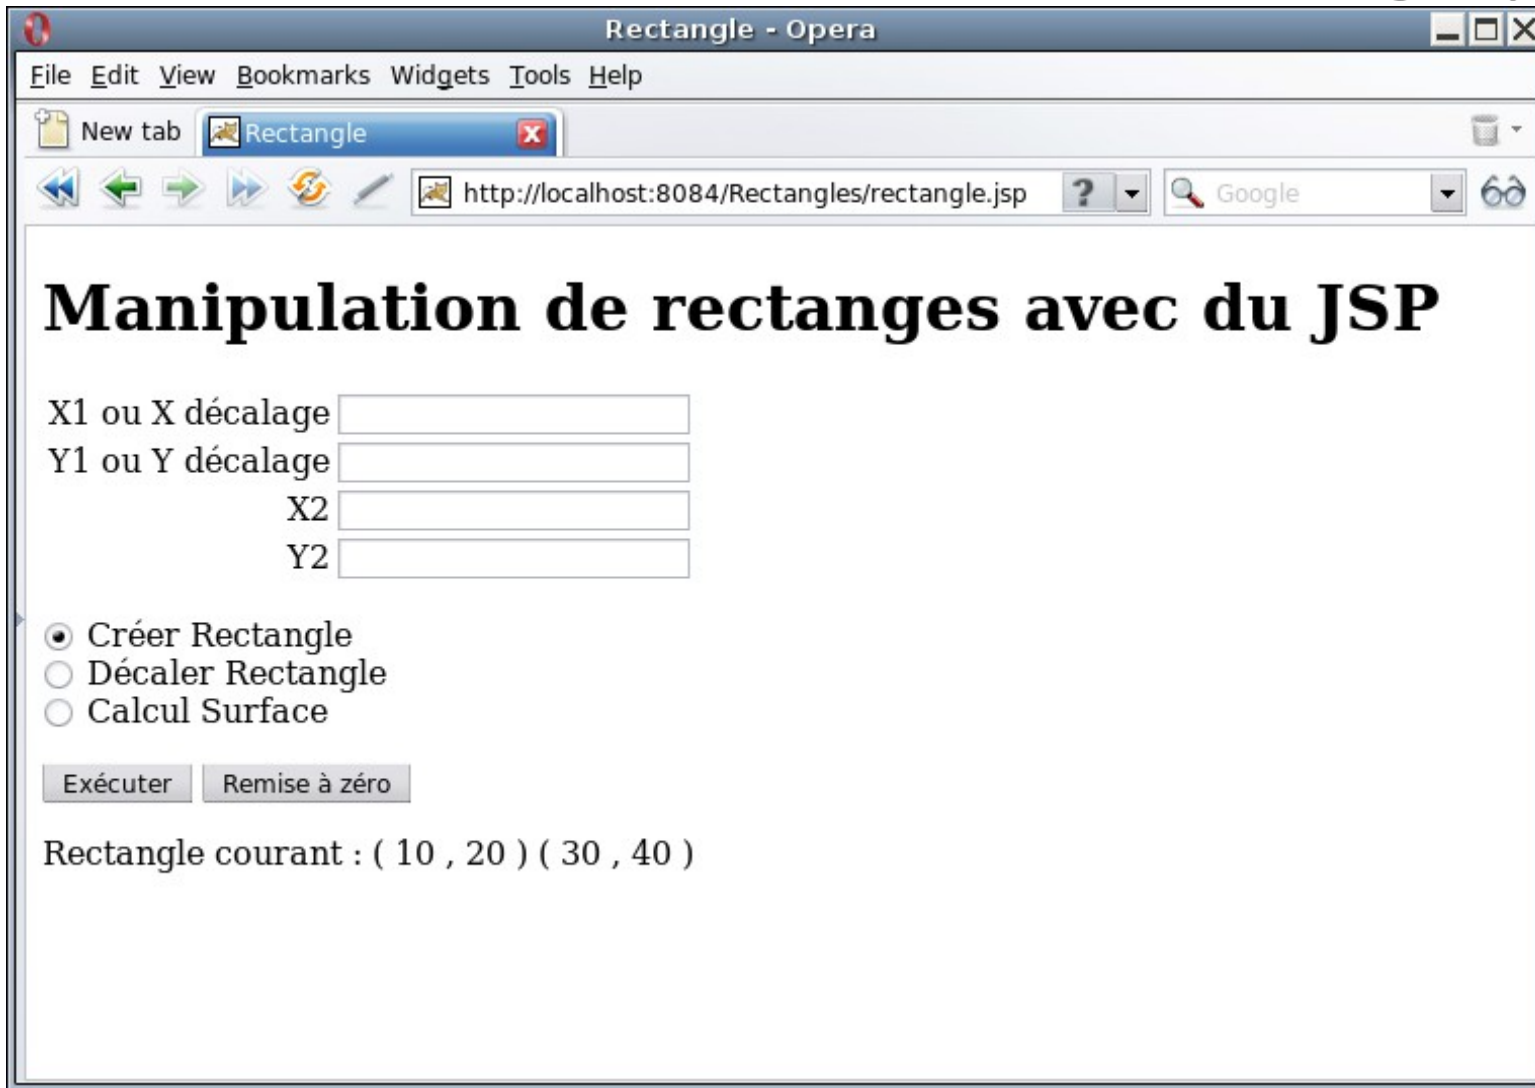 Rectangle - Opera
File Edit View Bookmarks Widgets Tools Help
New tab Rectangle
http://localhost:8084/Rectangles/rectangle.jsp ? Google
Manipulation de rectanges avec du JSP
X1 ou X décalage
Y1 ou Y décalage
X2
Y2
Créer Rectangle
Décaler Rectangle
Calcul Surface
Exécuter Remise à zéro
Rectangle courant : ( 10 , 20 ) ( 30 , 40 )